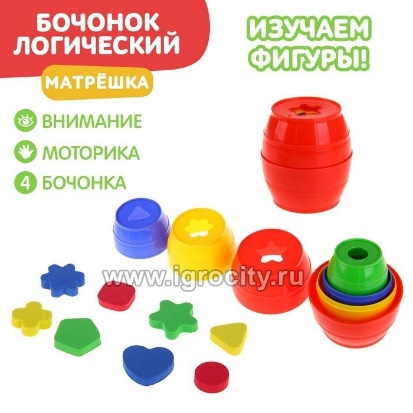 БОЧОНОК
ЛОГИЧЕСКИЙ
МАТРЁШКА
ВНИМАНИЕ
МОТОРИКА
4 БОЧОНКА
ИЗУЧАЕМ
ФИГУРЫ!
www.igrocity.ru